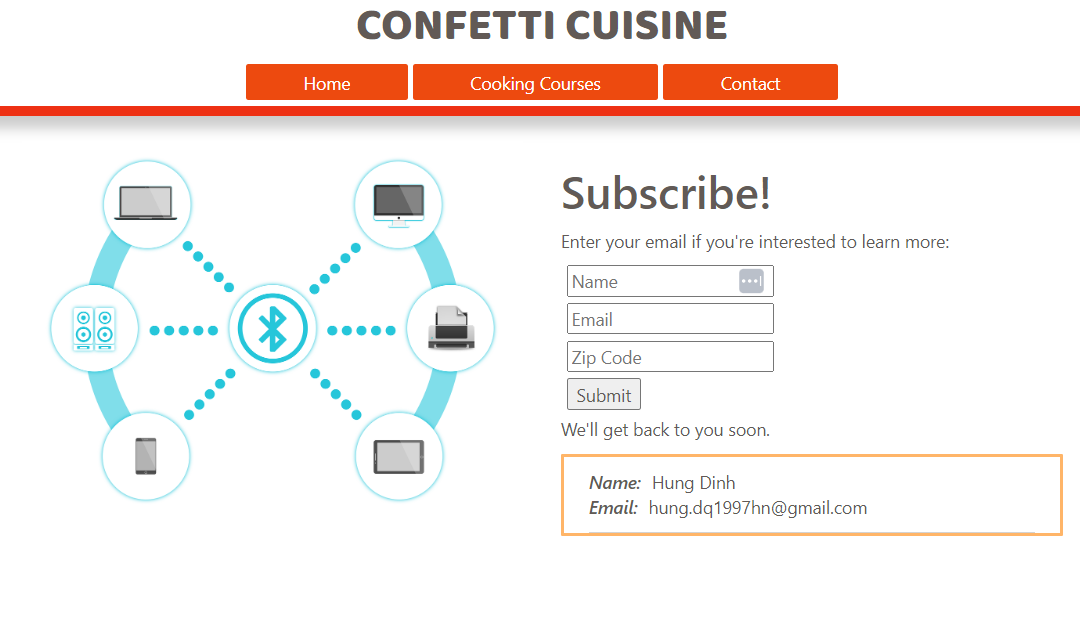 CONFETTI CUISINE
Home Cooking Courses Contact
Subscribe!
Enter your email if you're interested to learn more:
Name
Email
Zip Code
Submit
We'll get back to you soon.
Name: Hung Dinh
Email: hung.dq1997hn@gmail.com